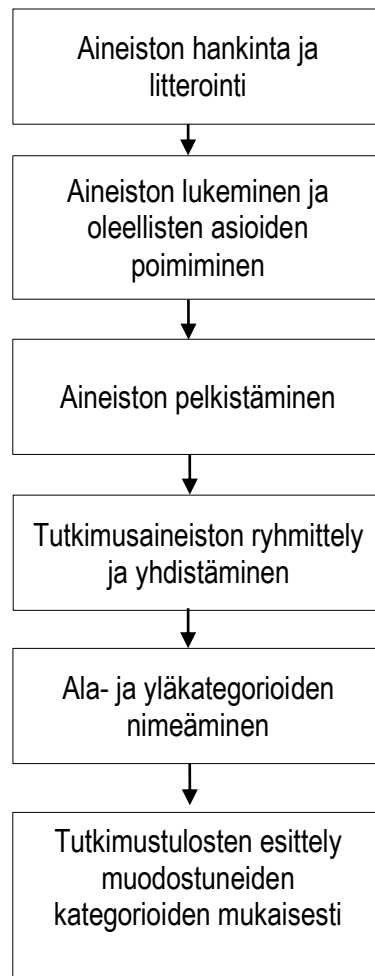 Aineiston hankinta ja
litterointi
Aineiston lukeminen ja
oleellisten asioiden
poimiminen
Aineiston pelkistäminen
Tutkimusaineiston ryhmittely
ja yhdistäminen
Ala- ja yläkategorioiden
nimeäminen
Tutkimustulosten esittely
muodostuneiden
kategorioiden mukaisesti